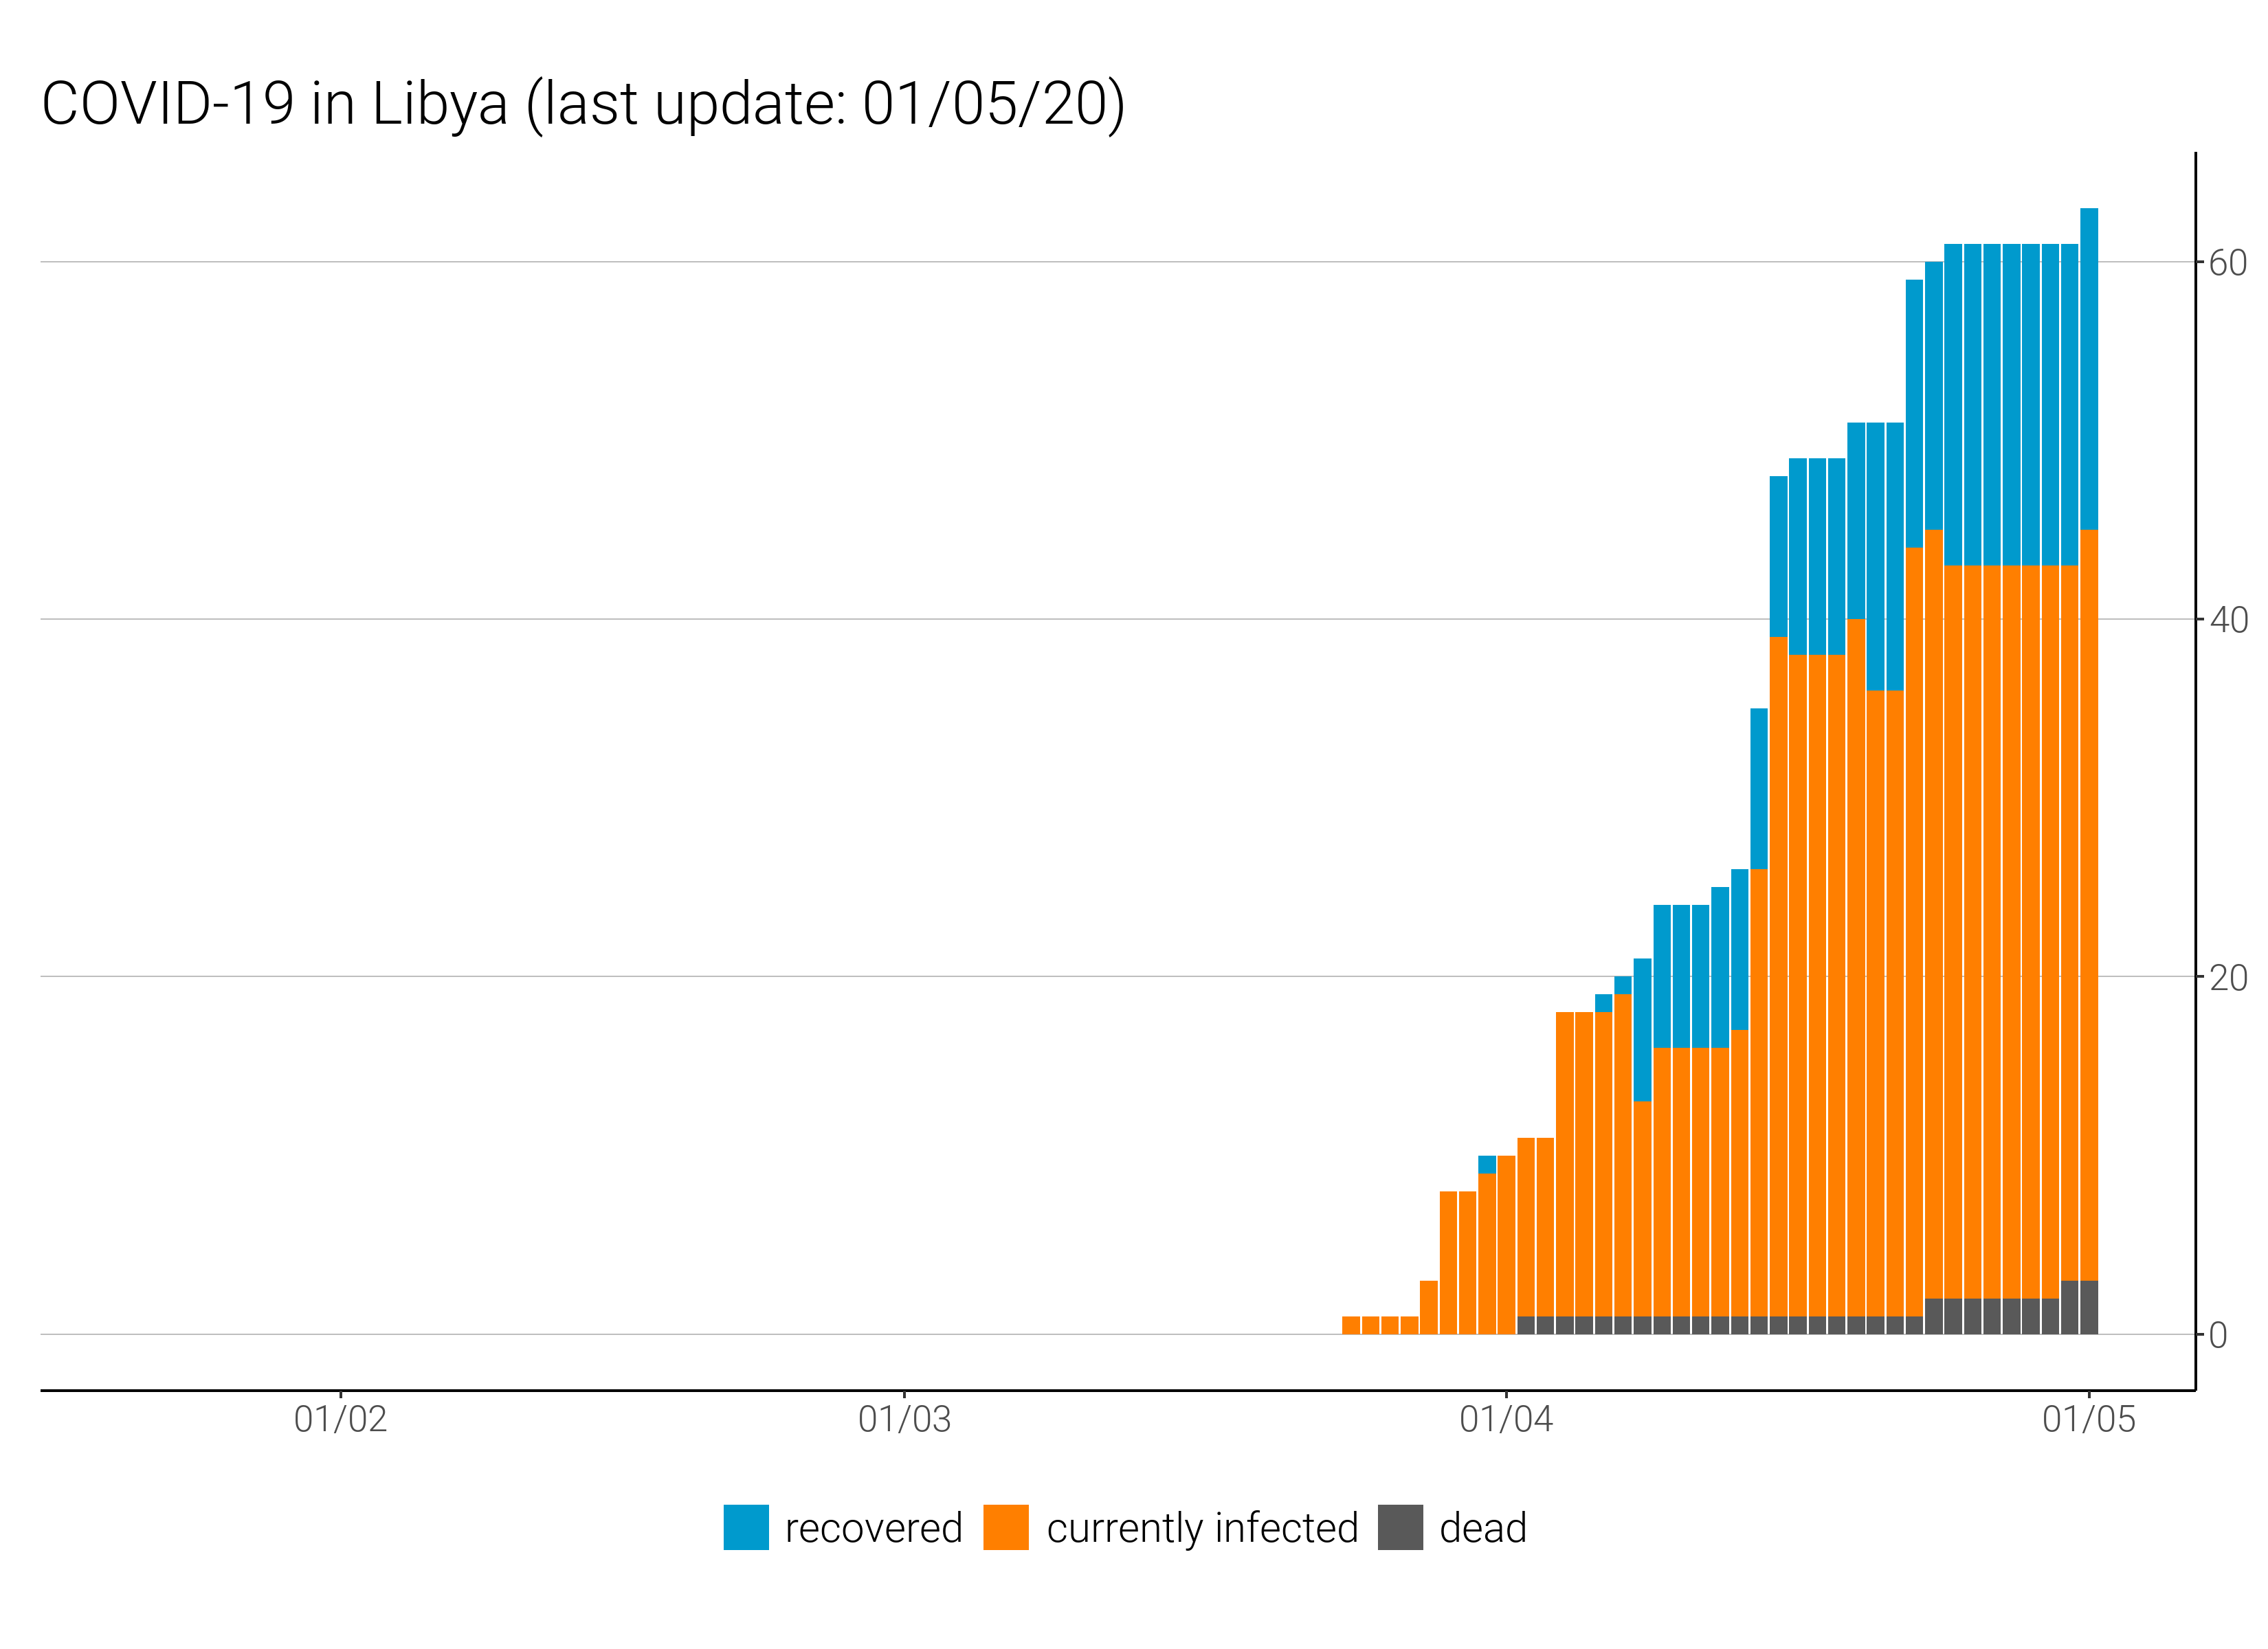 COVID-19 in Libya (last update: 01/05/20)
60
40
20
0
01/02 01/03 01/04 01/05
recovered currently infected dead